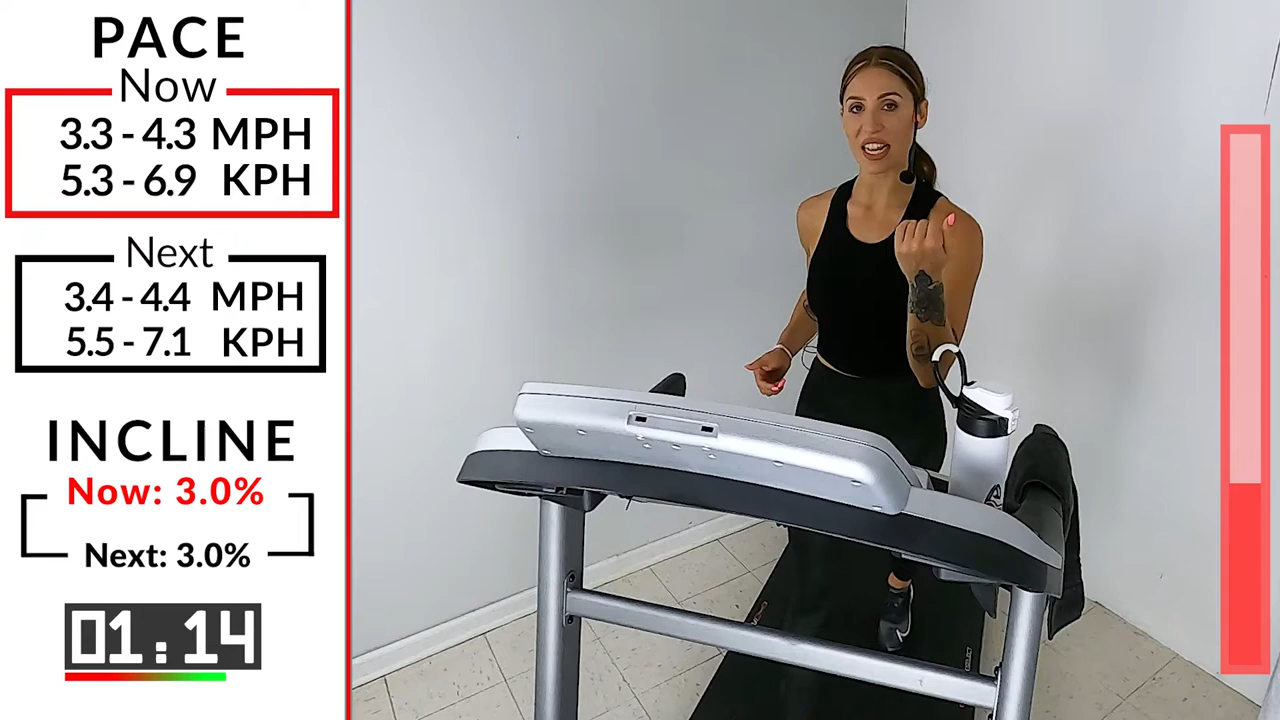 PACE
Now
3.3 - 4.3 MPH
5.3 - 6.9 KPH
Next
3.4 - 4.4 MPH
5.5 - 7.1 KPH
INCLINE
Now: 3.0%
Next: 3.0%
01:14